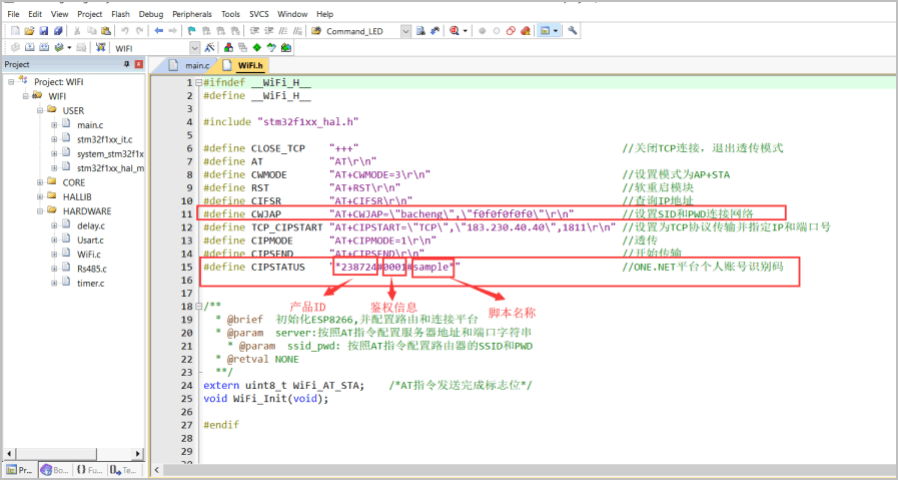 File Edit View Project Flash Debug Peripherals Tools SVCS Window Help
Command_LED
WIFI
Project
main.c
WiFi.h
Project: WIFI
WIFI
USER
main.c
stm32f1xx_it.c
system_stm32f1x
stm32f1xx_hal_m
CORE
HALLIB
HARDWARE
delay.c
Usart.c
WiFi.c
Rs485.c
timer.c
Pr... Bo... {} Fu... Te...
1 #ifndef __WiFi_H__
2 #define __WiFi_H__
3
4 #include "stm32f1xx_hal.h"
5
6 #define CLOSE_TCP "+++" //关闭TCP连接，退出透传模式
7 #define AT "AT\r\n"
8 #define CWMODE "AT+CWMODE=3\r\n" //设置模式为AP+STA
9 #define RST "AT+RST\r\n" //软重启模块
10 #define CIFSR "AT+CIFSR\r\n" //查询IP地址
11 #define CWJAP "AT+CWJAP=\"bacheng\",\"f0f0f0f0f0\"\r\n" //设置SID和PWD连接网络
12 #define TCP_CIPSTART "AT+CIPSTART=\"TCP\",\"183.230.40.40\",1811\r\n" //设置为TCP协议传输并指定IP和端口号
13 #define CIPMODE "AT+CIPMODE=1\r\n" //透传
14 #define CIPSEND "AT+CIPSEND\r\n" //开始传输
15 #define CIPSTATUS "*238724#0001#sample*" //ONE.NET平台个人账号识别码
16
17
产品ID 鉴权信息 脚本名称
18 /**
19 * @brief 初始化ESP8266,并配置路由和连接平台
20 * @param server:按照AT指令配置服务器地址和端口字符串
21 * @param ssid_pwd: 按照AT指令配置路由器的SSID和PWD
22 * @retval NONE
23 **/
24 extern uint8_t WiFi_AT_STA; /*AT指令发送完成标志位*/
25 void WiFi_Init(void);
26
27 #endif
28
29